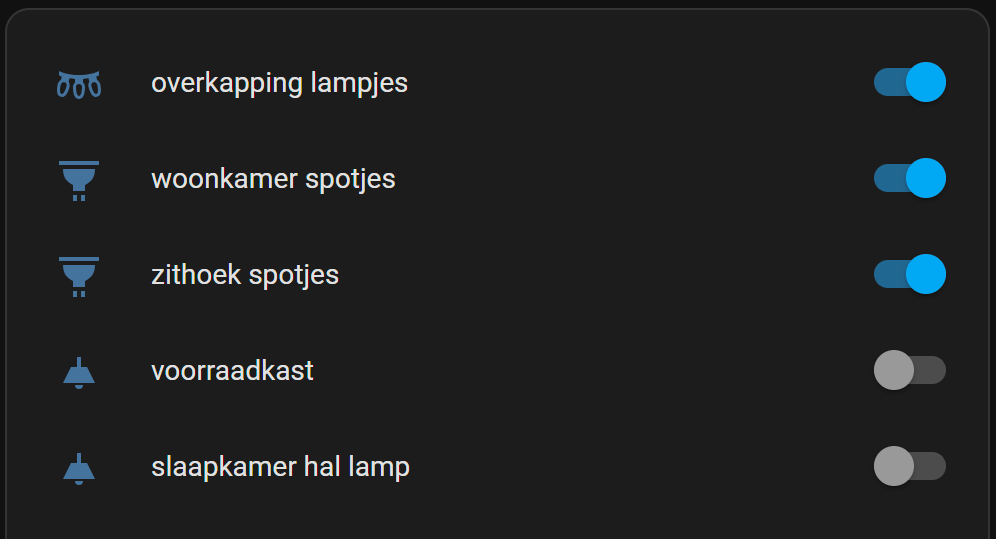 overkapping lampjes
woonkamer spotjes
zithoek spotjes
voorraadkast
slaapkamer hal lamp